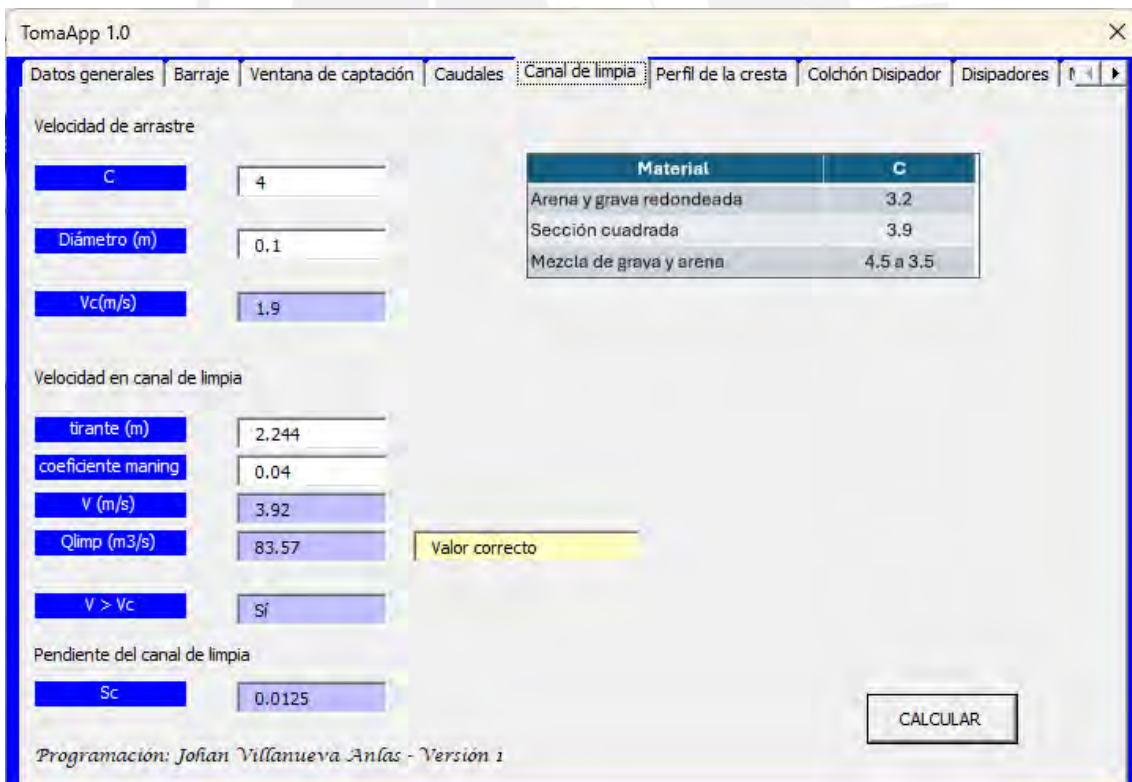 TomaApp 1.0
Datos generales Barraje Ventana de captación Caudales Canal de limpia Perfil de la cresta Colchón Disipador Disipadores
Velocidad de arrastre
C 4
Diámetro (m) 0.1
Vc(m/s) 1.9
Material C
Arena y grava redondeada 3.2
Sección cuadrada 3.9
Mezcla de grava y arena 4.5 a 3.5
Velocidad en canal de limpia
tirante (m) 2.244
coeficiente maning 0.04
V (m/s) 3.92
Qlimp (m3/s) 83.57 Valor correcto
V > Vc Sí
Pendiente del canal de limpia
Sc 0.0125
CALCULAR
Programación: Johan Villanueva Anlas - Versión 1